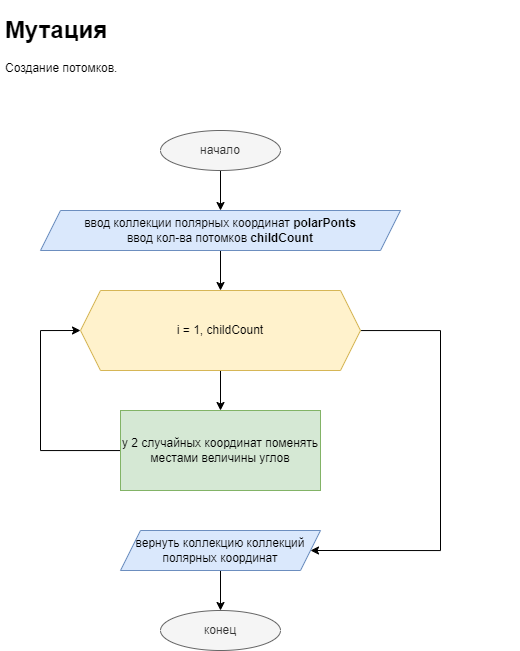 Мутация
Создание потомков.
начало
ввод коллекции полярных координат polarPonts
ввод кол-ва потомков childCount
i = 1, childCount
у 2 случайных координат поменять
местами величины углов
вернуть коллекцию коллекций
полярных координат
конец